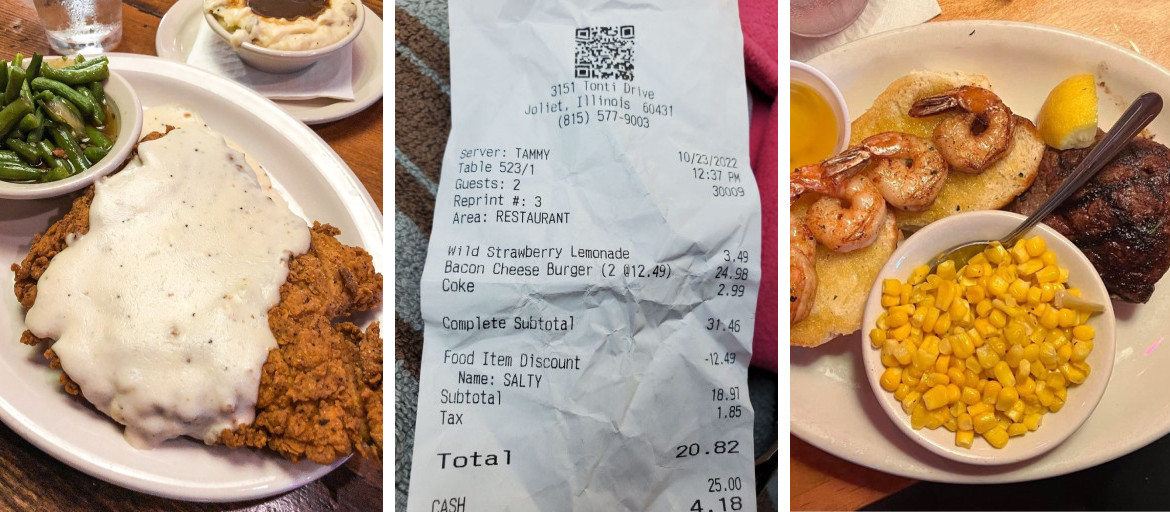 3151 Tonti Drive
Joliet, Illinois 60431
(815) 577-9003
Server: TAMMY 10/23/2022
Table 523/1 12:37 PM
Guests: 2 30009
Reprint #: 3
Area: RESTAURANT
Wild Strawberry Lemonade 3.49
Bacon Cheese Burger (2 @12.49) 24.98
Coke 2.99
Complete Subtotal 31.46
Food Item Discount -12.49
Name: SALTY
Subtotal 18.97
Tax 1.85
Total 20.82
CASH 25.00
4.18